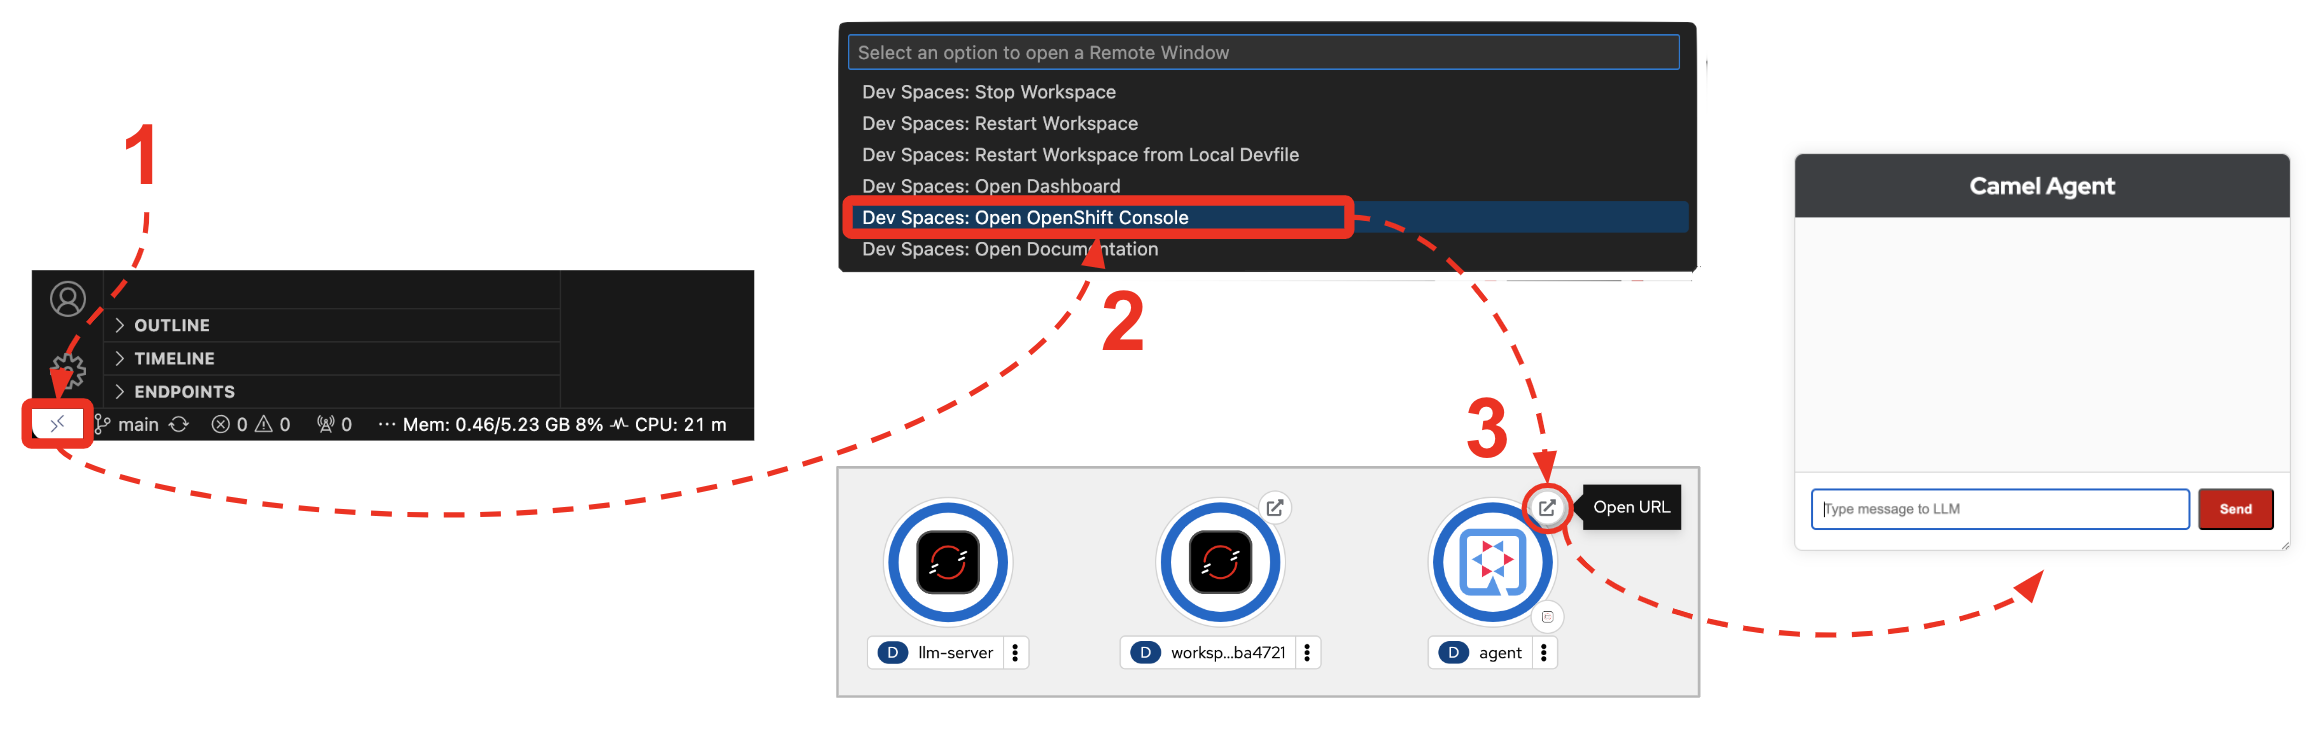 1
OUTLINE
TIMELINE
ENDPOINTS
main 0 0 0 ··· Mem: 0.46/5.23 GB 8% CPU: 21 m
Select an option to open a Remote Window
Dev Spaces: Stop Workspace
Dev Spaces: Restart Workspace
Dev Spaces: Restart Workspace from Local Devfile
Dev Spaces: Open Dashboard
Dev Spaces: Open OpenShift Console
Dev Spaces: Open Documentation
2
3
Open URL
D llm-server
D worksp...ba4721
D agent
Camel Agent
Type message to LLM
Send